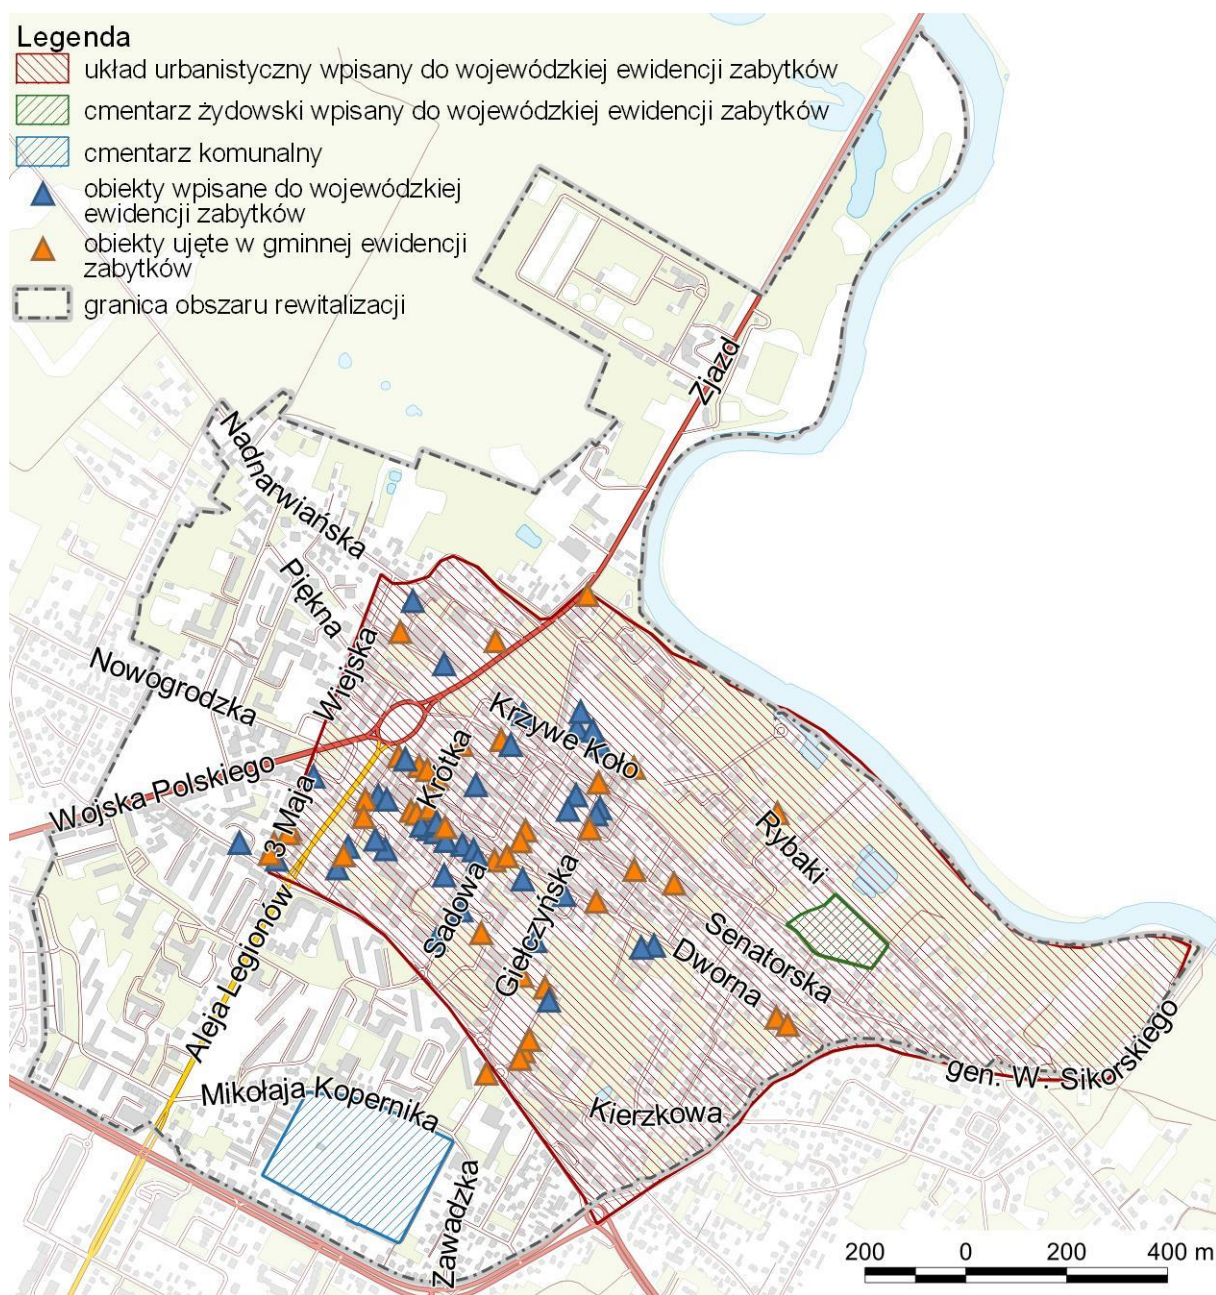 Legenda
układ urbanistyczny wpisany do wojewódzkiej ewidencji zabytków
cmentarz żydowski wpisany do wojewódzkiej ewidencji zabytków
cmentarz komunalny
obiekty wpisane do wojewódzkiej
ewidencji zabytków
obiekty ujęte w gminnej ewidencji
zabytków
granica obszaru rewitalizacji
Zjazd
Nadnarwiańska
Piękna
Wiejska
Nowogrodzka
Krzywe Koło
Krótka
Wojska Polskiego
3 Maja
Rybaki
Sadowa
Giełczyńska
Senatorska
Dworna
Aleja Legionów
gen. W. Sikorskiego
Mikołaja Kopernika
Kierzkowa
Zawadzka
200 0 200 400 m